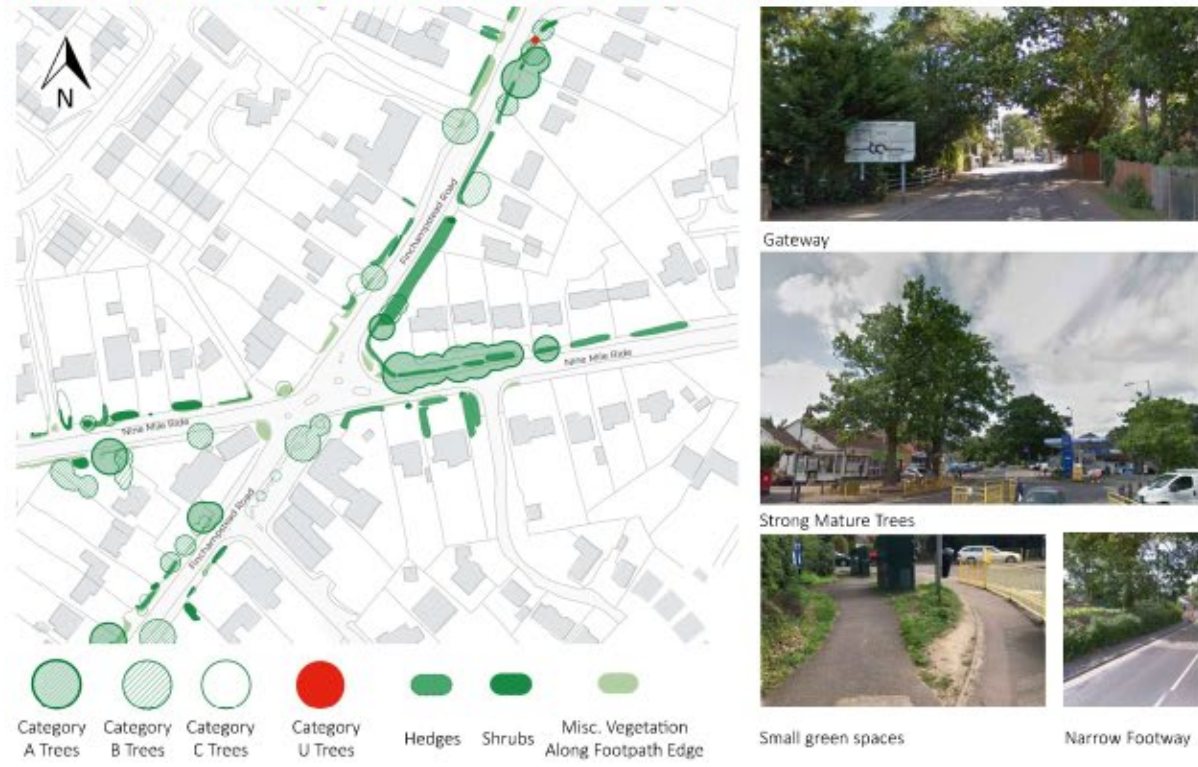 N
Finchampstead Road
Nine Mile Ride
Nine Mile Ride
Finchampstead Road
Category
A Trees
Category
B Trees
Category
C Trees
Category
U Trees
Hedges
Shrubs
Misc. Vegetation
Along Footpath Edge
Gateway
Strong Mature Trees
Small green spaces
Narrow Footway